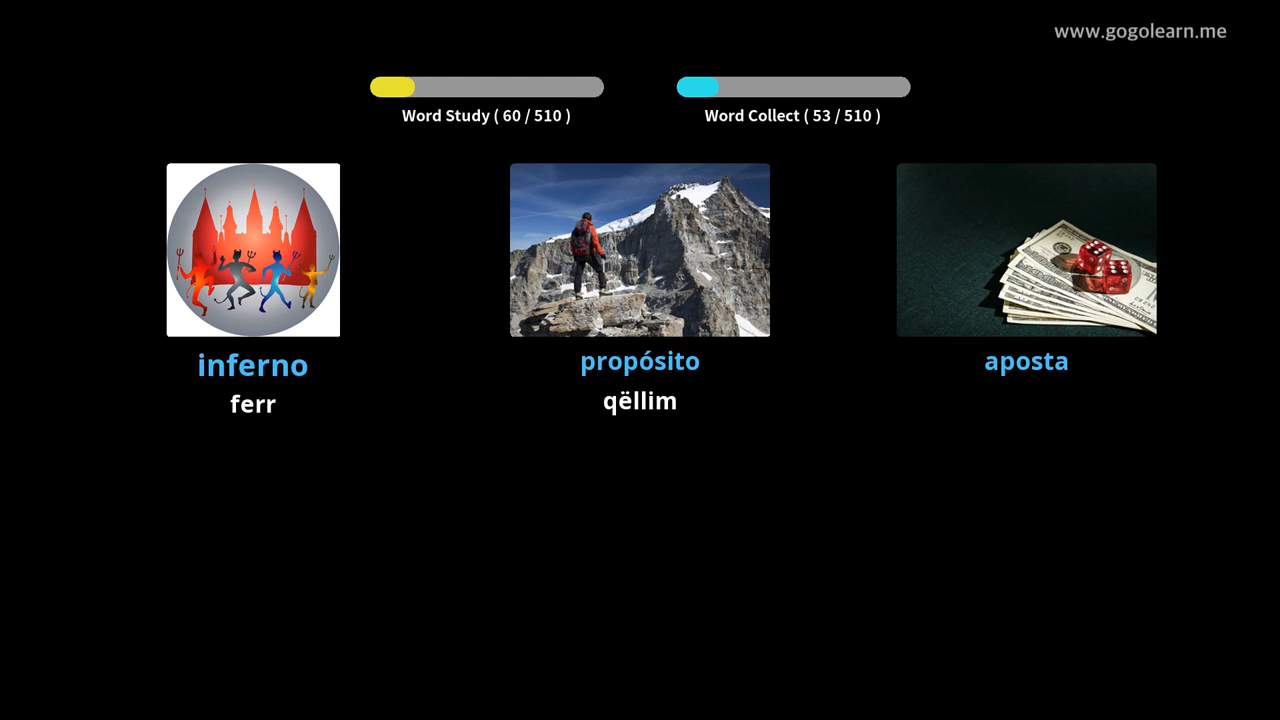 www.gogolearn.me
Word Study ( 60 / 510 )
Word Collect ( 53 / 510 )
inferno
ferr
propósito
qëllim
aposta